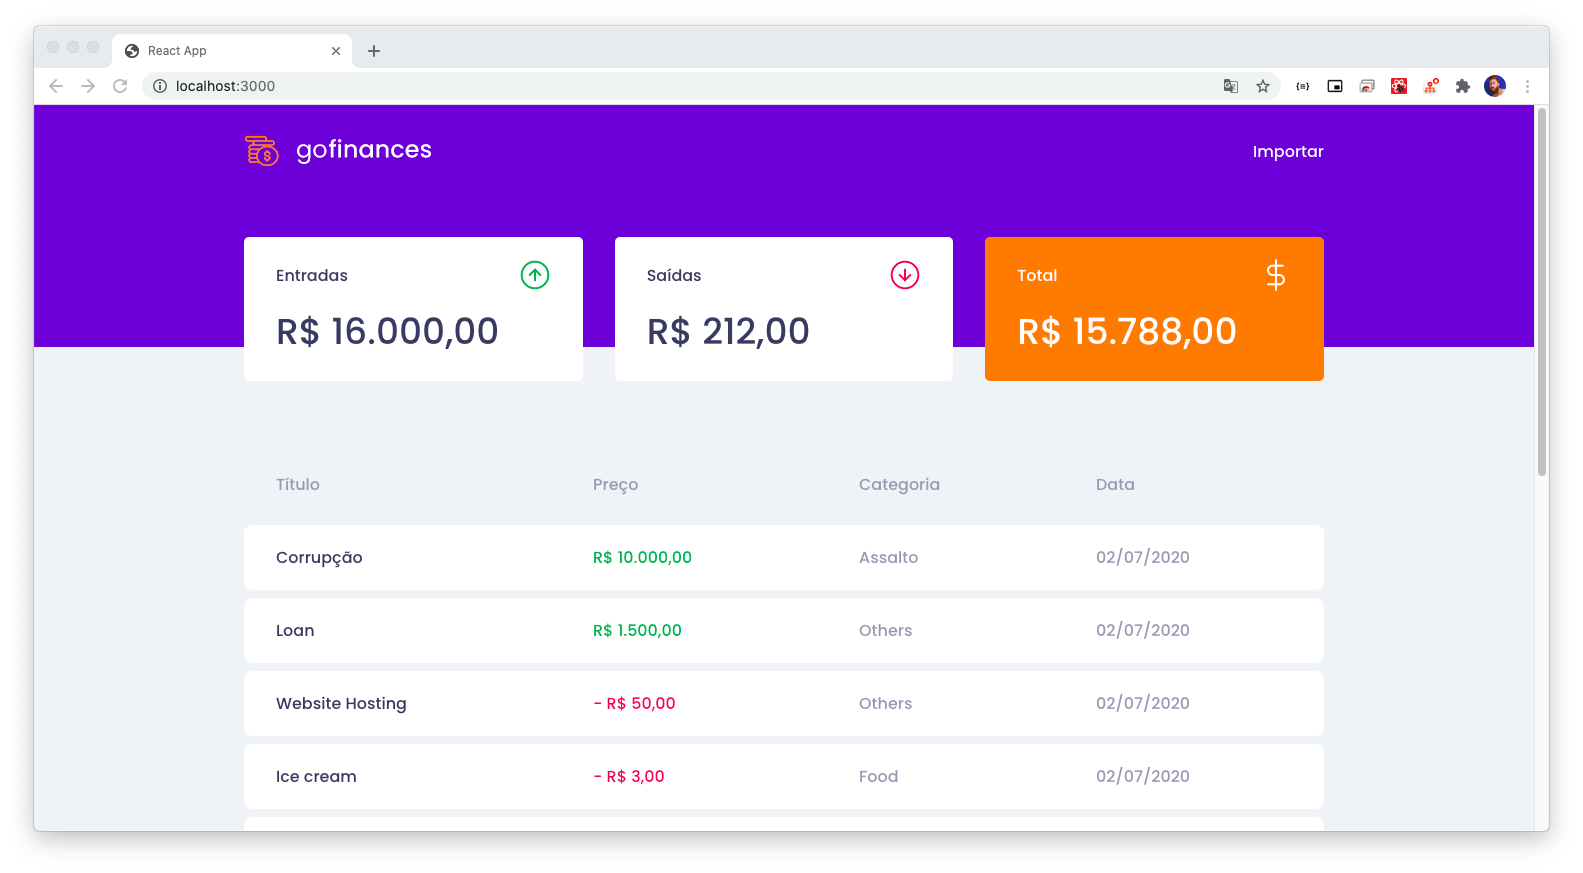 React App
localhost:3000
gofinances
Importar
Entradas
R$ 16.000,00
Saídas
R$ 212,00
Total
R$ 15.788,00
Título Preço Categoria Data
Corrupção R$ 10.000,00 Assalto 02/07/2020
Loan R$ 1.500,00 Others 02/07/2020
Website Hosting - R$ 50,00 Others 02/07/2020
Ice cream - R$ 3,00 Food 02/07/2020